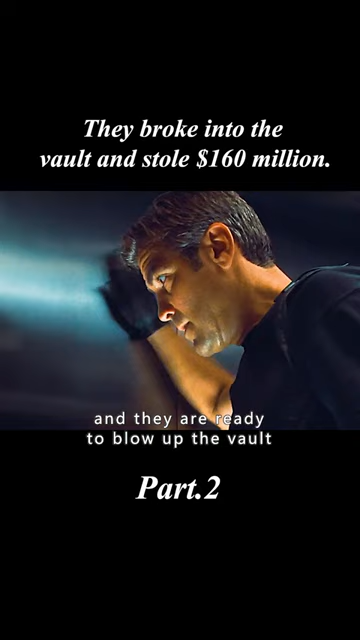 They broke into the
vault and stole $160 million.
and they are ready
to blow up the vault
Part.2